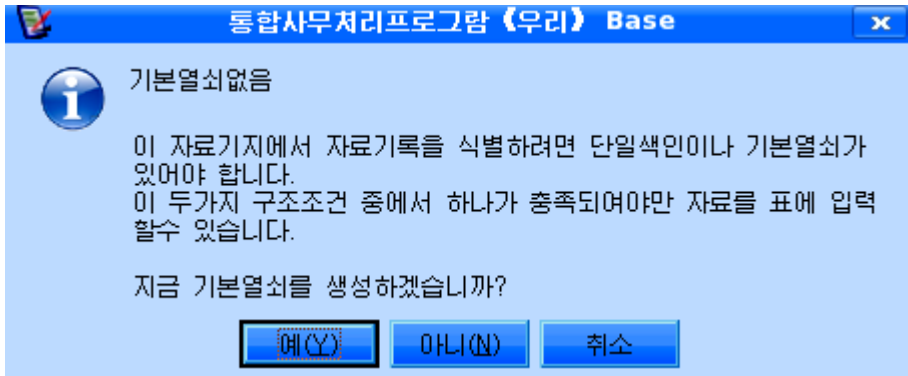 통합사무처리프로그람《우리》 Base
기본열쇠없음
이 자료기지에서 자료기록을 식별하려면 단일색인이나 기본열쇠가
있어야 합니다.
이 두가지 구조조건 중에서 하나가 충족되여야만 자료를 표에 입력
할수 있습니다.
지금 기본열쇠를 생성하겠습니까?
예(Y) 아니(N) 취소